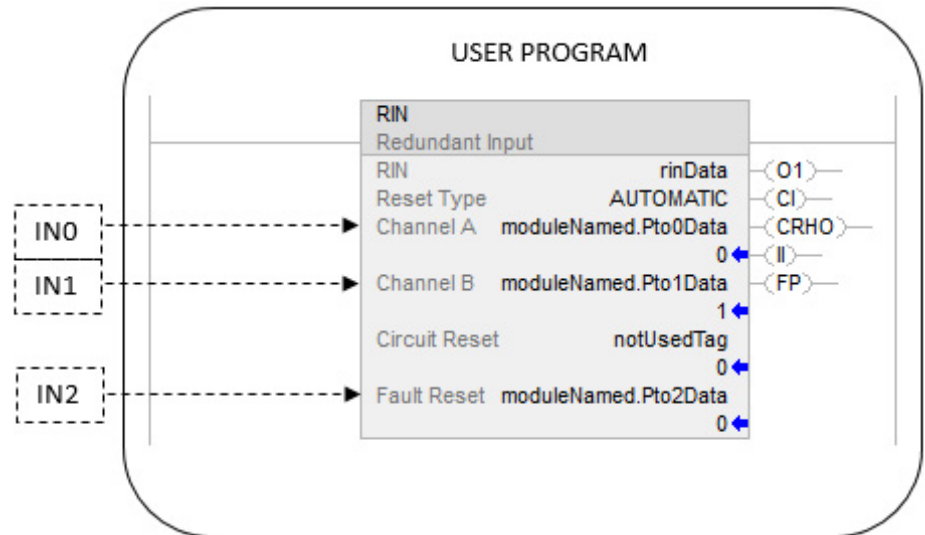 USER PROGRAM
RIN
Redundant Input
RIN rinData (O1)
Reset Type AUTOMATIC (CI)
IN0 Channel A moduleNamed.Pto0Data (CRHO)
0 (II)
IN1 Channel B moduleNamed.Pto1Data (FP)
1
Circuit Reset notUsedTag
0
IN2 Fault Reset moduleNamed.Pto2Data
0